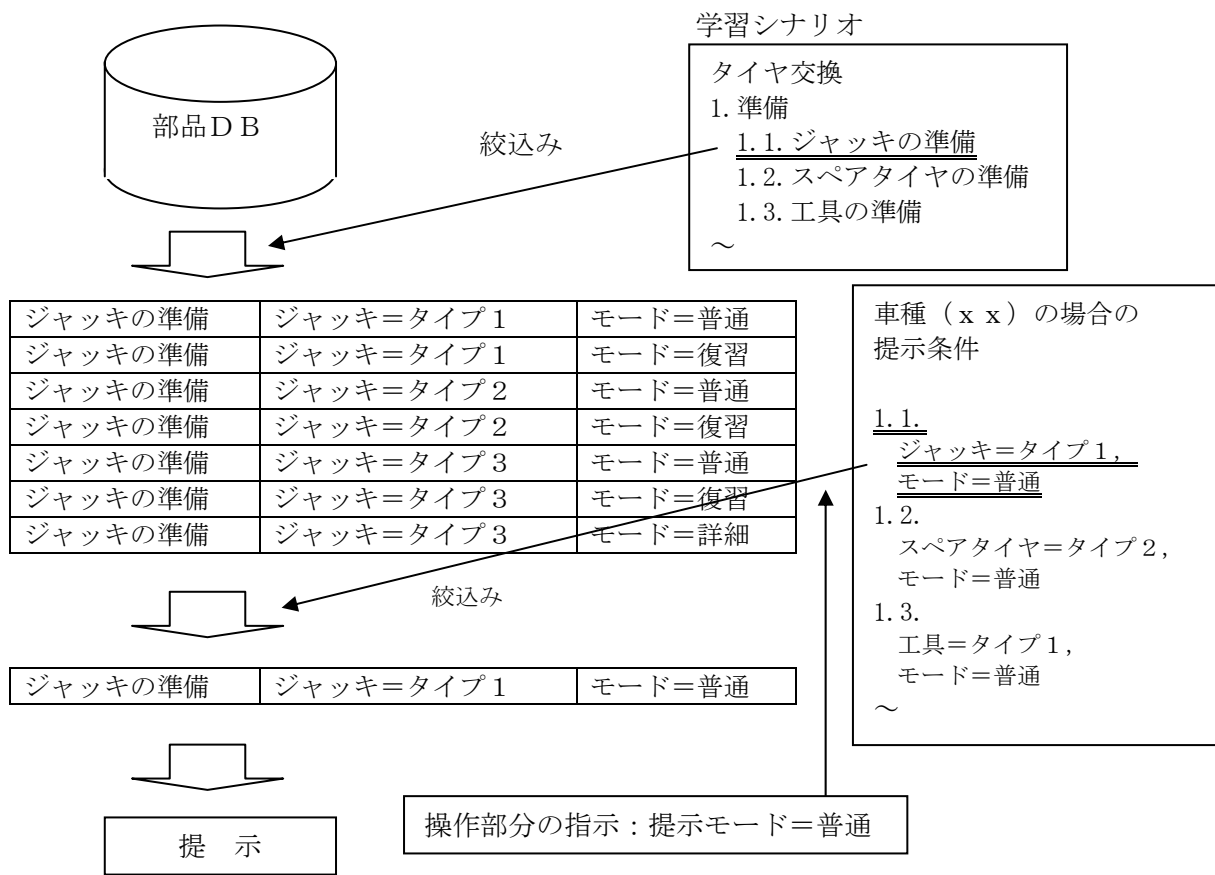 学習シナリオ
タイヤ交換
1.準備
1.1.ジャッキの準備
1.2.スペアタイヤの準備
1.3.工具の準備
～
部品ＤＢ
絞込み
ジャッキの準備 ジャッキ＝タイプ１ モード＝普通
ジャッキの準備 ジャッキ＝タイプ１ モード＝復習
ジャッキの準備 ジャッキ＝タイプ２ モード＝普通
ジャッキの準備 ジャッキ＝タイプ２ モード＝復習
ジャッキの準備 ジャッキ＝タイプ３ モード＝普通
ジャッキの準備 ジャッキ＝タイプ３ モード＝復習
ジャッキの準備 ジャッキ＝タイプ３ モード＝詳細
車種（ｘｘ）の場合の
提示条件
1.1.
ジャッキ＝タイプ１,
モード＝普通
1.2.
スペアタイヤ＝タイプ２,
モード＝普通
1.3.
工具＝タイプ１,
モード＝普通
～
絞込み
ジャッキの準備 ジャッキ＝タイプ１ モード＝普通
操作部分の指示：提示モード＝普通
提　示